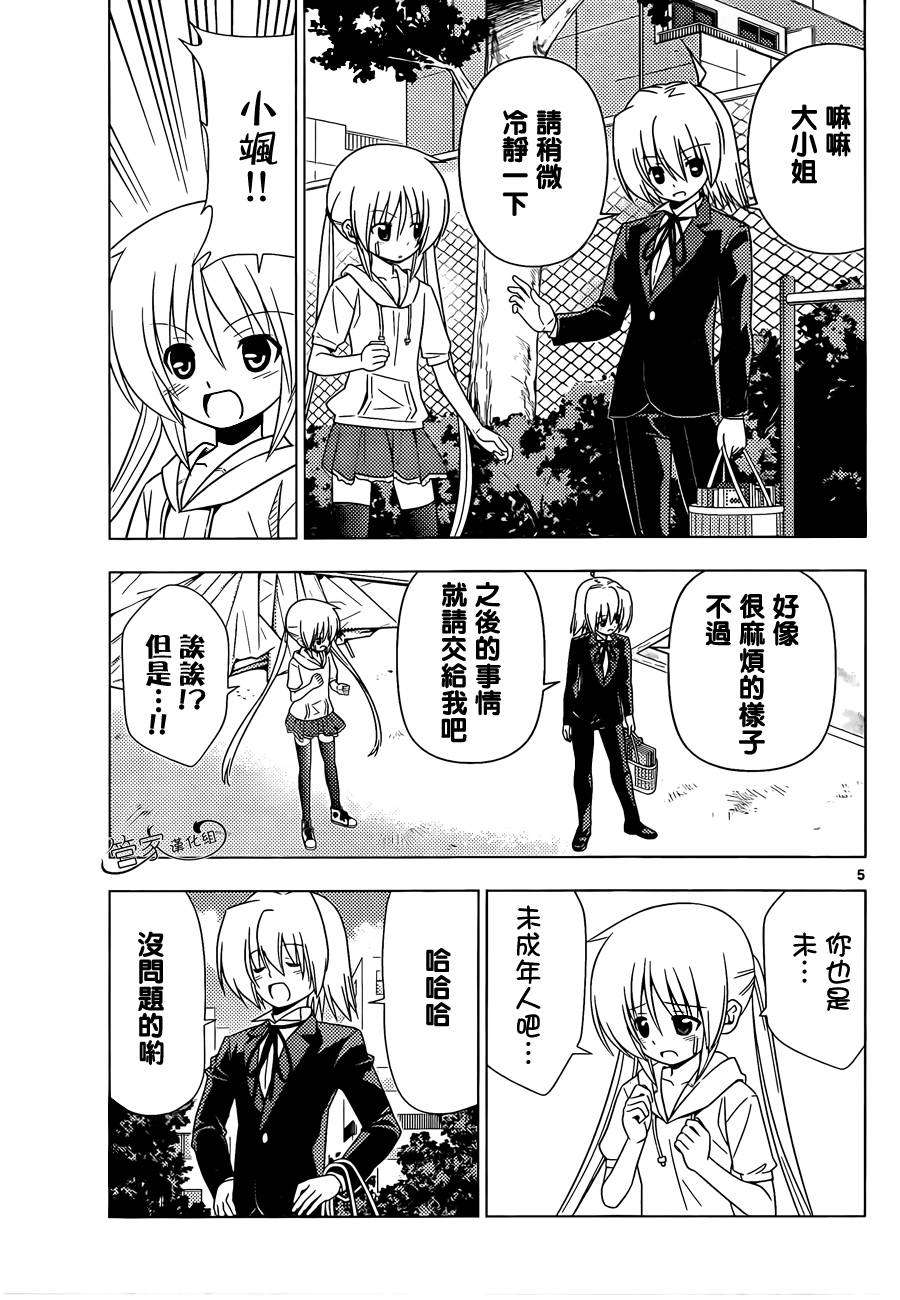 嘛嘛
大小姐
請稍微
冷靜一下
小颯!!
好像
很麻煩的樣子
不過
之後的事情
就請交給我吧
誒誒!?
但是…!!
管家漢化組
5
你也是
未…
未成年人吧…
哈哈哈
沒問題的喲